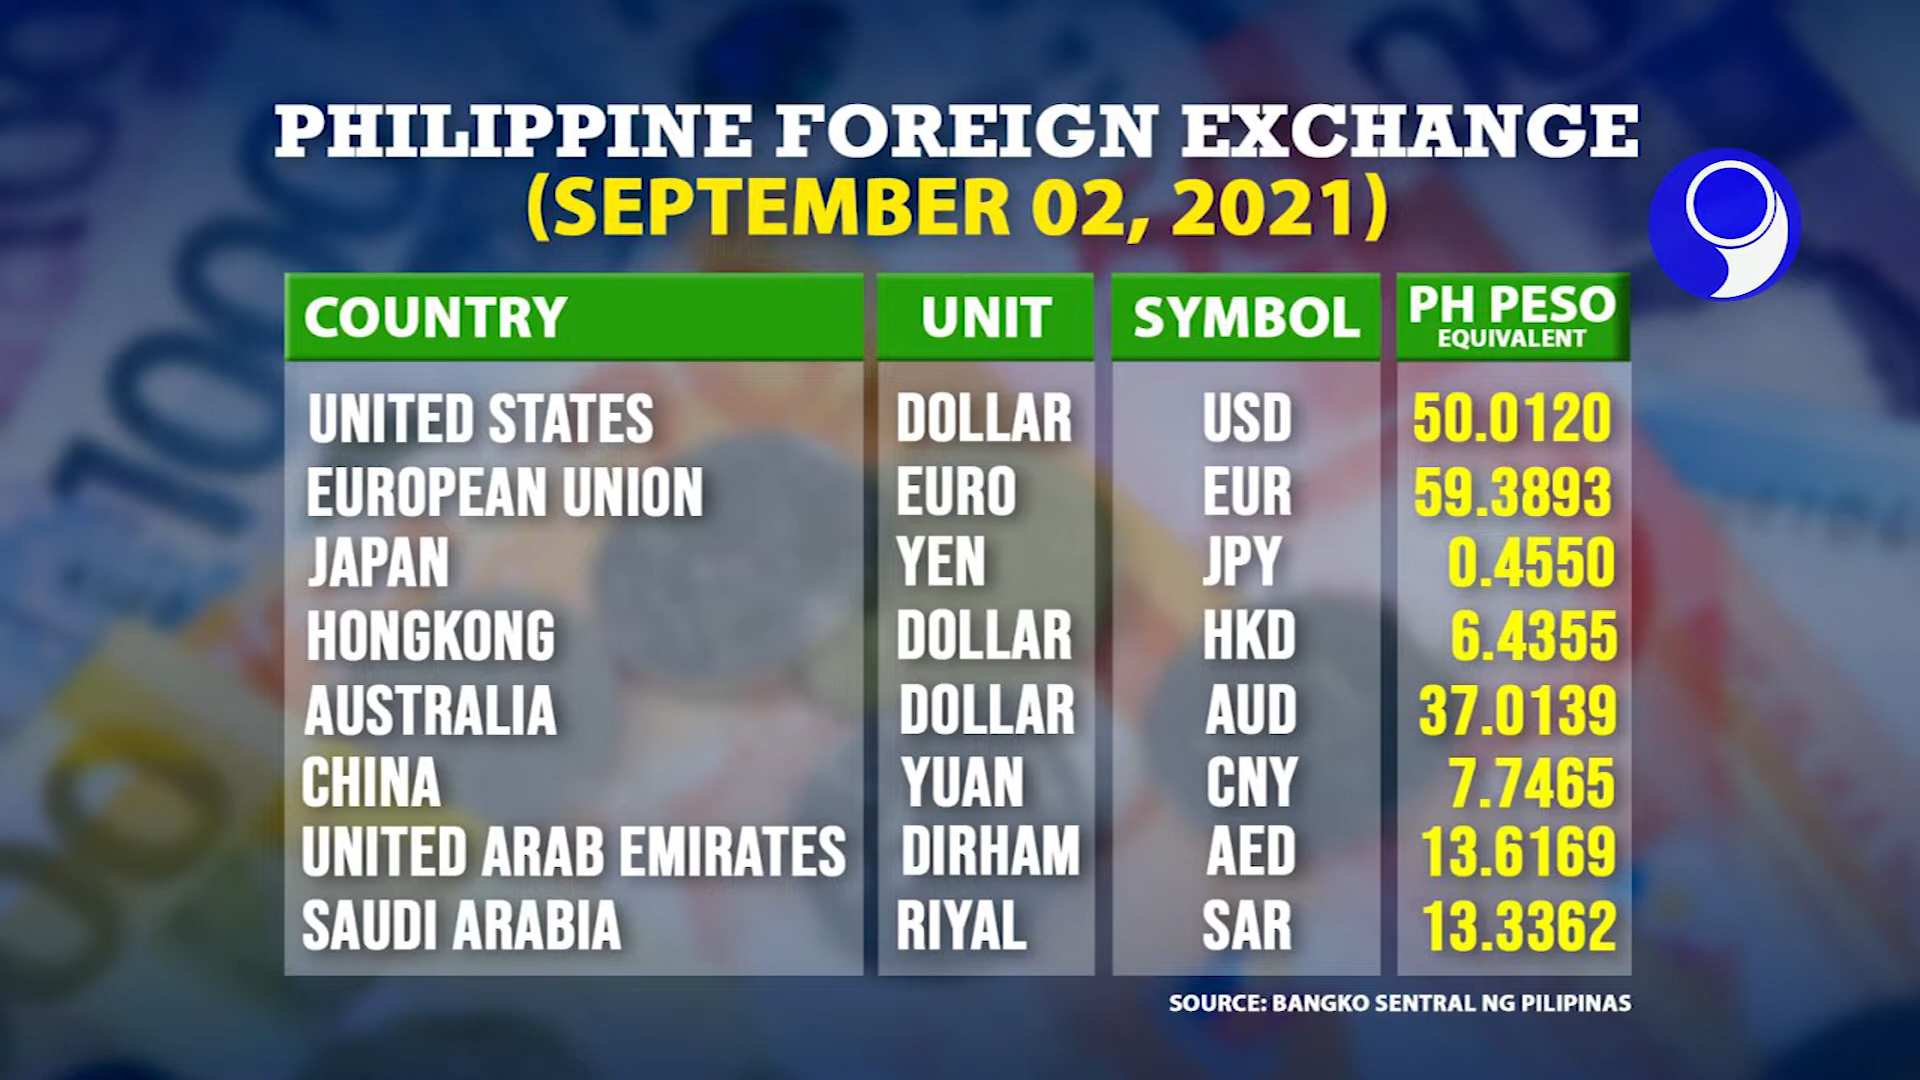 PHILIPPINE FOREIGN EXCHANGE
(SEPTEMBER 02, 2021)
COUNTRY UNIT SYMBOL PH PESO EQUIVALENT
UNITED STATES DOLLAR USD 50.0120
EUROPEAN UNION EURO EUR 59.3893
JAPAN YEN JPY 0.4550
HONGKONG DOLLAR HKD 6.4355
AUSTRALIA DOLLAR AUD 37.0139
CHINA YUAN CNY 7.7465
UNITED ARAB EMIRATES DIRHAM AED 13.6169
SAUDI ARABIA RIYAL SAR 13.3362
SOURCE: BANGKO SENTRAL NG PILIPINAS